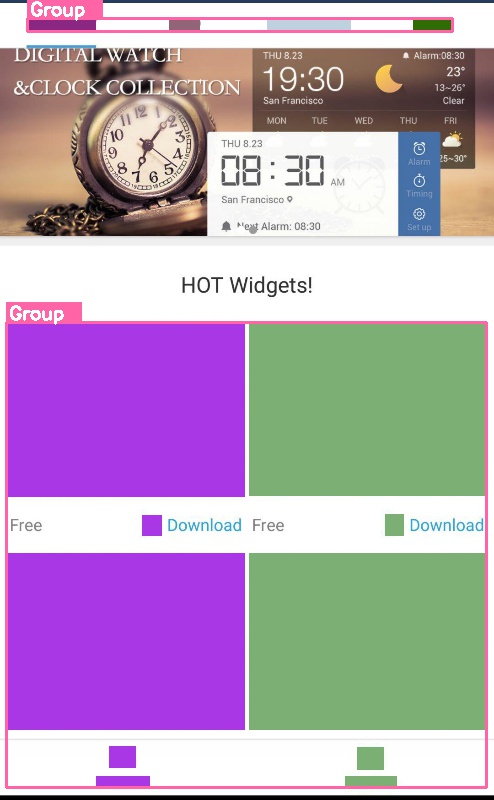 Group
DIGITAL WATCH
&CLOCK COLLECTION
THU 8.23
Alarm:08:30
19:30
23°
13~26°
San Francisco
Clear
MON TUE WED THU FRI
25~30°
THU 8.23
08:30 AM
San Francisco
Next Alarm: 08:30
Alarm
Timing
Set up
HOT Widgets!
Group
Free Download Free Download